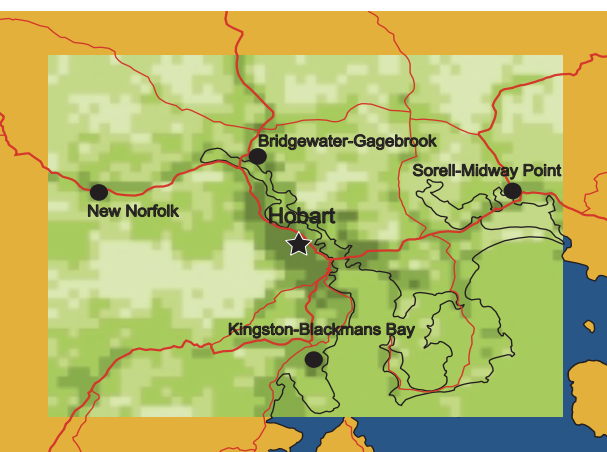 Bridgewater-Gagebrook
Sorell-Midway Point
New Norfolk
Hobart
Kingston-Blackmans Bay